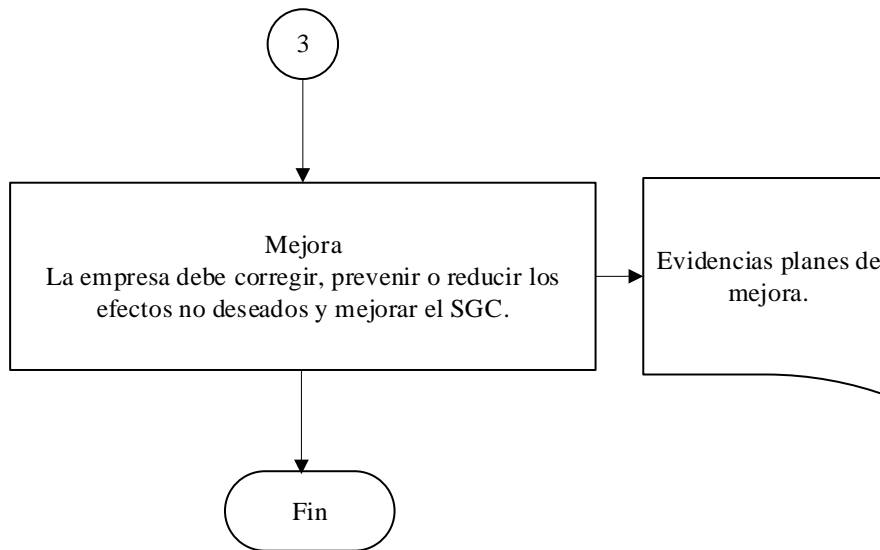 3
Mejora
La empresa debe corregir, prevenir o reducir los
efectos no deseados y mejorar el SGC.
Evidencias planes de
mejora.
Fin